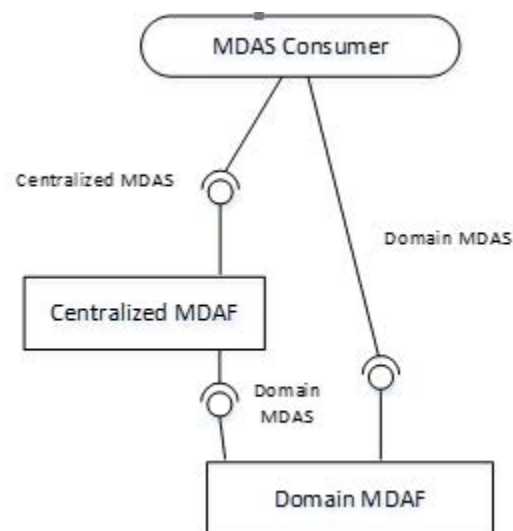 MDAS Consumer
Centralized MDAS
Domain MDAS
Centralized MDAF
Domain
MDAS
Domain MDAF